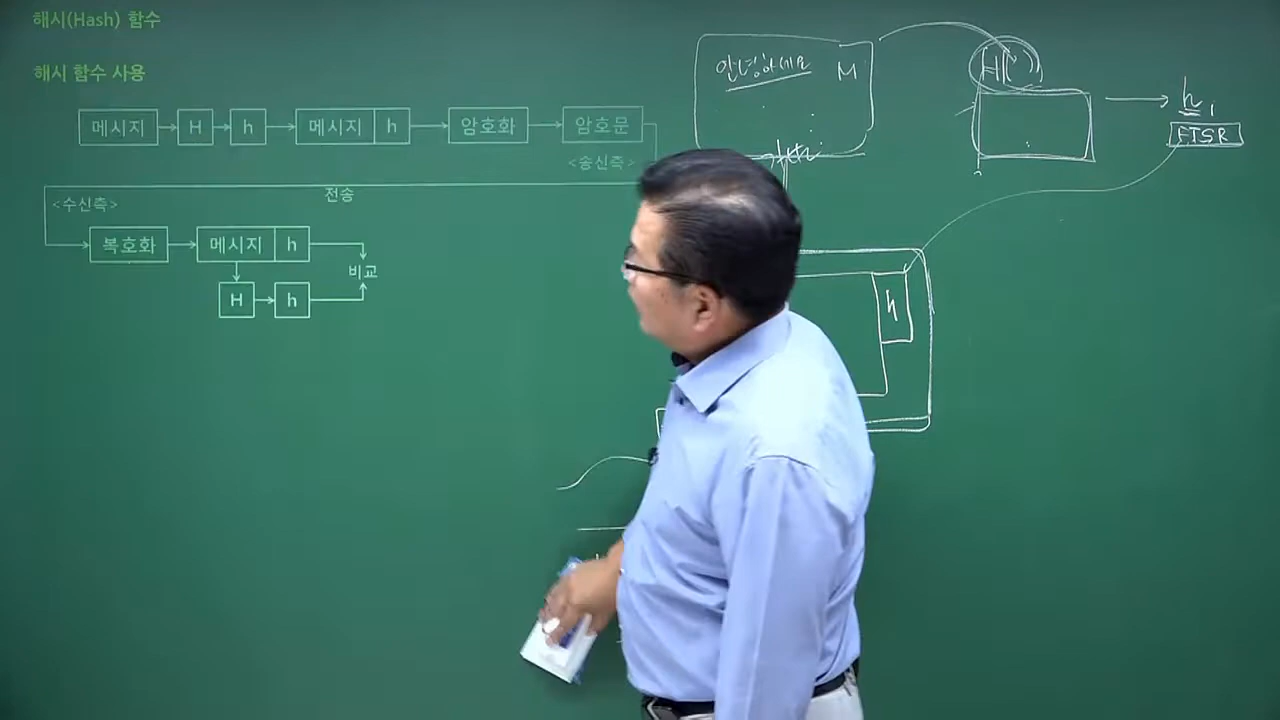 해시(Hash) 함수
해시 함수 사용
메시지 H h 메시지 h 암호화 암호문
<송신측>
전송
<수신측>
복호화 메시지 h
비교
H h
안녕하세요 M
H( )
h1
FTSR
h